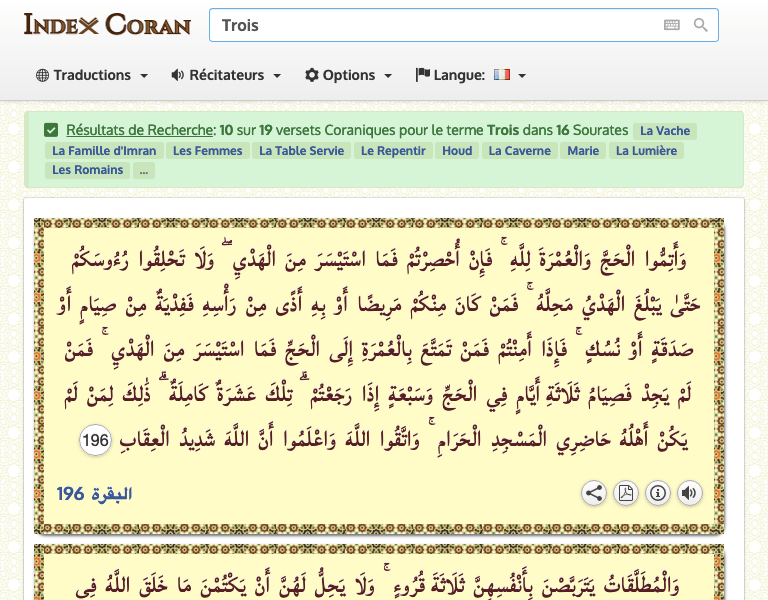 Index Coran
Trois
Traductions
Récitateurs
Options
Langue:
Résultats de Recherche: 10 sur 19 versets Coraniques pour le terme Trois dans 16 Sourates La Vache
La Famille d'Imran Les Femmes La Table Servie Le Repentir Houd La Caverne Marie La Lumière
Les Romains ...
وَأَتِمُّوا الْحَجَّ وَالْعُمْرَةَ لِلَّهِ ۚ فَإِنْ أُحْصِرْتُمْ فَمَا اسْتَيْسَرَ مِنَ الْهَدْيِ ۖ وَلَا تَحْلِقُوا رُءُوسَكُمْ
حَتَّىٰ يَبْلُغَ الْهَدْيُ مَحِلَّهُ ۚ فَمَنْ كَانَ مِنْكُمْ مَرِيضًا أَوْ بِهِ أَذًى مِنْ رَأْسِهِ فَفِدْيَةٌ مِنْ صِيَامٍ أَوْ
صَدَقَةٍ أَوْ نُسُكٍ ۚ فَإِذَا أَمِنْتُمْ فَمَنْ تَمَتَّعَ بِالْعُمْرَةِ إِلَى الْحَجِّ فَمَا اسْتَيْسَرَ مِنَ الْهَدْيِ ۚ فَمَنْ
لَمْ يَجِدْ فَصِيَامُ ثَلَاثَةِ أَيَّامٍ فِي الْحَجِّ وَسَبْعَةٍ إِذَا رَجَعْتُمْ ۗ تِلْكَ عَشَرَةٌ كَامِلَةٌ ۗ ذَٰلِكَ لِمَنْ لَمْ
يَكُنْ أَهْلُهُ حَاضِرِي الْمَسْجِدِ الْحَرَامِ ۚ وَاتَّقُوا اللَّهَ وَاعْلَمُوا أَنَّ اللَّهَ شَدِيدُ الْعِقَابِ 196
البقرة 196
وَالْمُطَلَّقَاتُ يَتَرَبَّصْنَ بِأَنْفُسِهِنَّ ثَلَاثَةَ قُرُوءٍ ۚ وَلَا يَحِلُّ لَهُنَّ أَنْ يَكْتُمْنَ مَا خَلَقَ اللَّهُ فِي